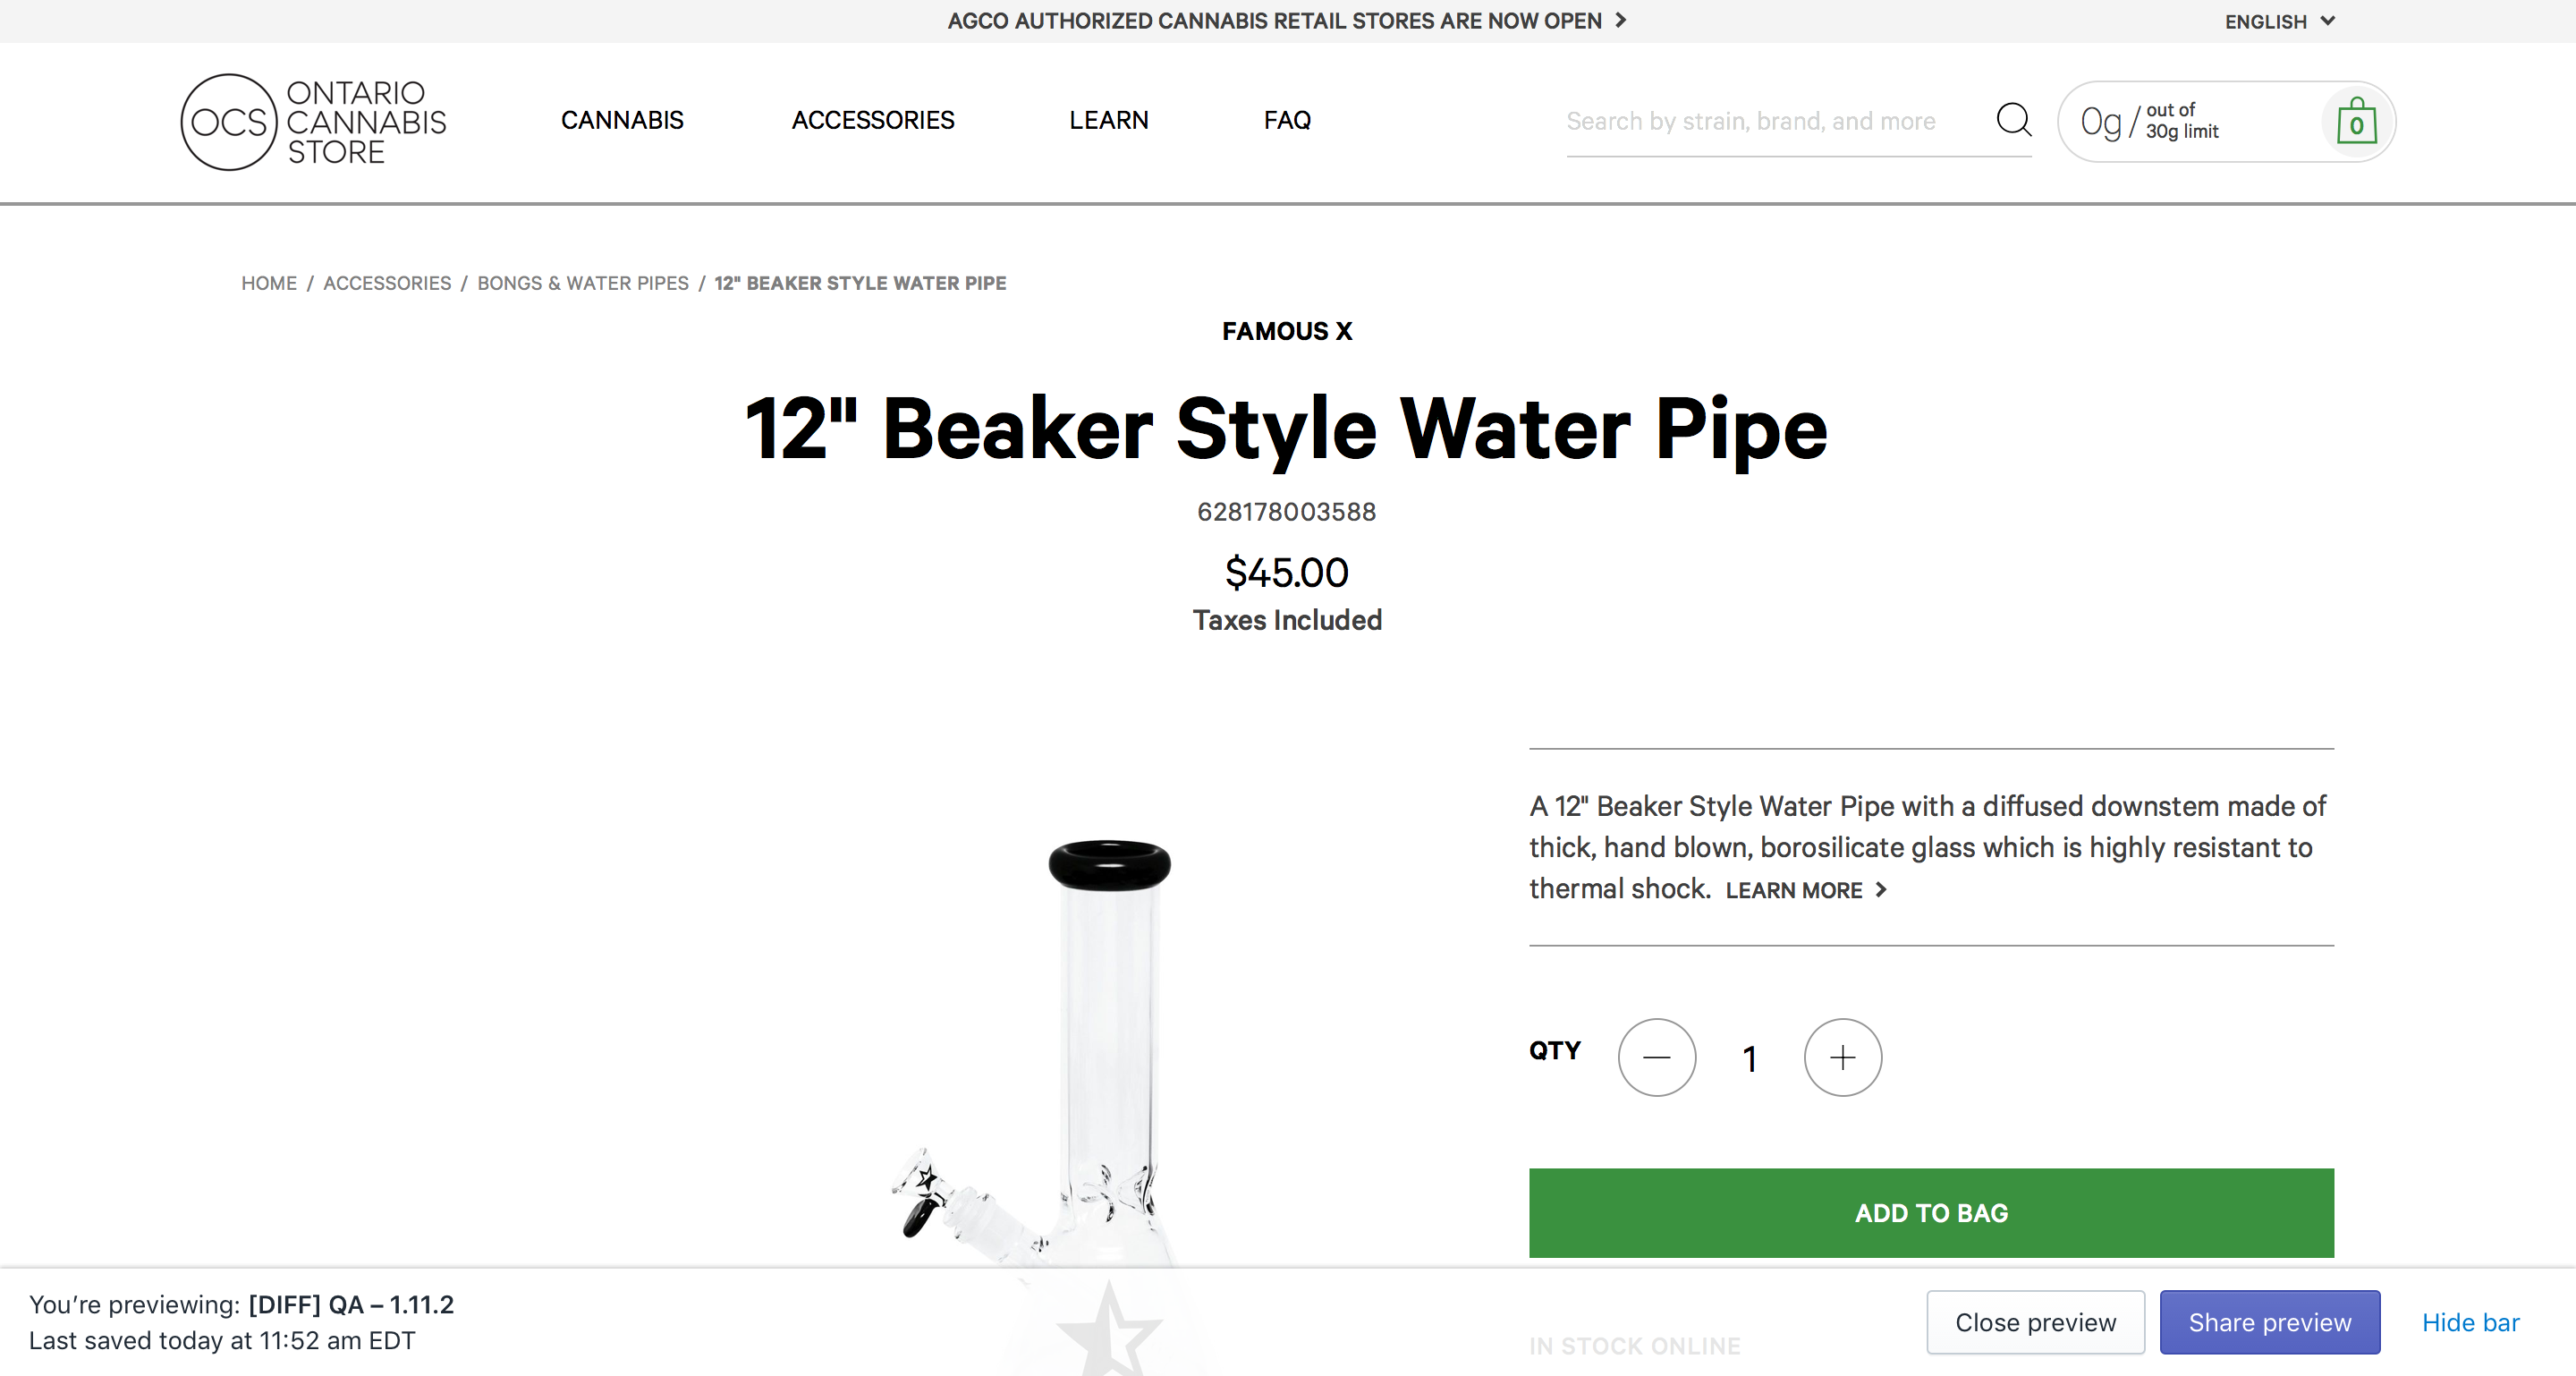 AGCO AUTHORIZED CANNABIS RETAIL STORES ARE NOW OPEN
ENGLISH
OCS
ONTARIO
CANNABIS
STORE
CANNABIS
ACCESSORIES
LEARN
FAQ
Search by strain, brand, and more
0g / out of
30g limit
0
HOME / ACCESSORIES / BONGS & WATER PIPES / 12" BEAKER STYLE WATER PIPE
FAMOUS X
12" Beaker Style Water Pipe
628178003588
$45.00
Taxes Included
A 12" Beaker Style Water Pipe with a diffused downstem made of
thick, hand blown, borosilicate glass which is highly resistant to
thermal shock. LEARN MORE
QTY
1
ADD TO BAG
IN STOCK ONLINE
You’re previewing: [DIFF] QA – 1.11.2
Last saved today at 11:52 am EDT
Close preview
Share preview
Hide bar